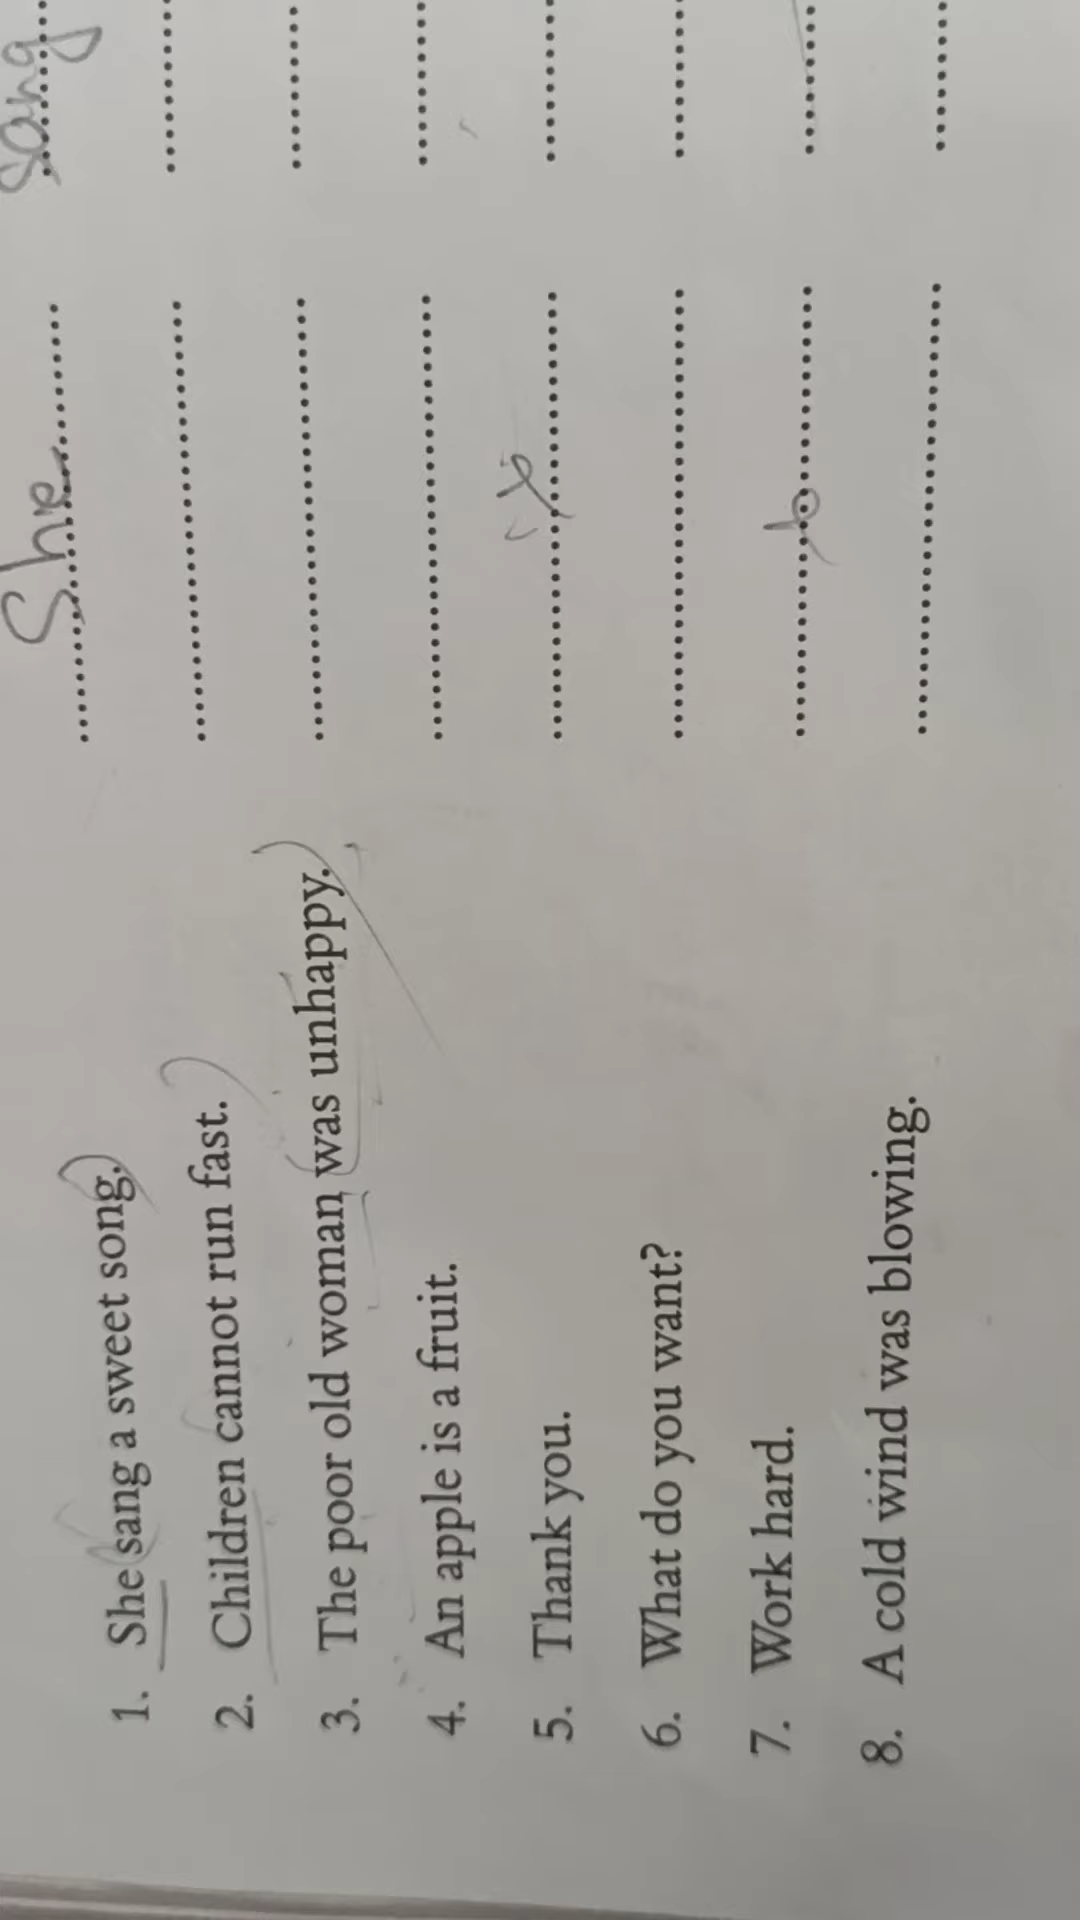 1. She sang a sweet song. She sang
2. Children cannot run fast.
3. The poor old woman was unhappy.
4. An apple is a fruit.
5. Thank you.
6. What do you want?
7. Work hard.
8. A cold wind was blowing.